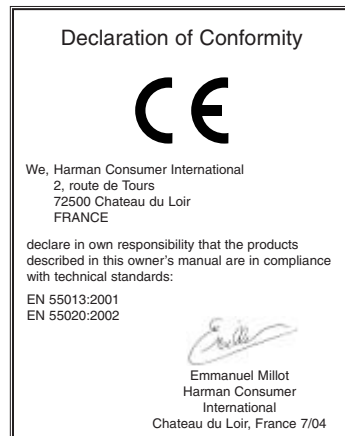 Declaration of Conformity
CE
We, Harman Consumer International
2, route de Tours
72500 Chateau du Loir
FRANCE
declare in own responsibility that the products
described in this owner's manual are in compliance
with technical standards:
EN 55013:2001
EN 55020:2002
Emmanuel Millot
Harman Consumer
International
Chateau du Loir, France 7/04